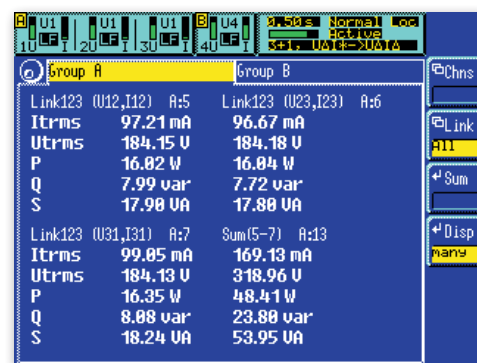 A U1 U1 U1 B U4 0.50s Normal Loc
LF LF LF LF Active
1U I 2U I 3U I 4U I 3+1, UΔI*->UΔIΔ
Group A Group B
Chns
Link123 (U12,I12) A:5 Link123 (U23,I23) A:6
Itrms 97.21 mA 96.67 mA
Link
Utrms 184.15 V 184.18 V
All
P 16.02 W 16.04 W
Q 7.99 var 7.72 var
Sum
S 17.90 VA 17.80 VA
Link123 (U31,I31) A:7 Sum(5-7) A:13
Disp
Itrms 99.05 mA 169.13 mA
many
Utrms 184.13 V 318.96 V
P 16.35 W 48.41 W
Q 8.08 var 23.80 var
S 18.24 VA 53.95 VA